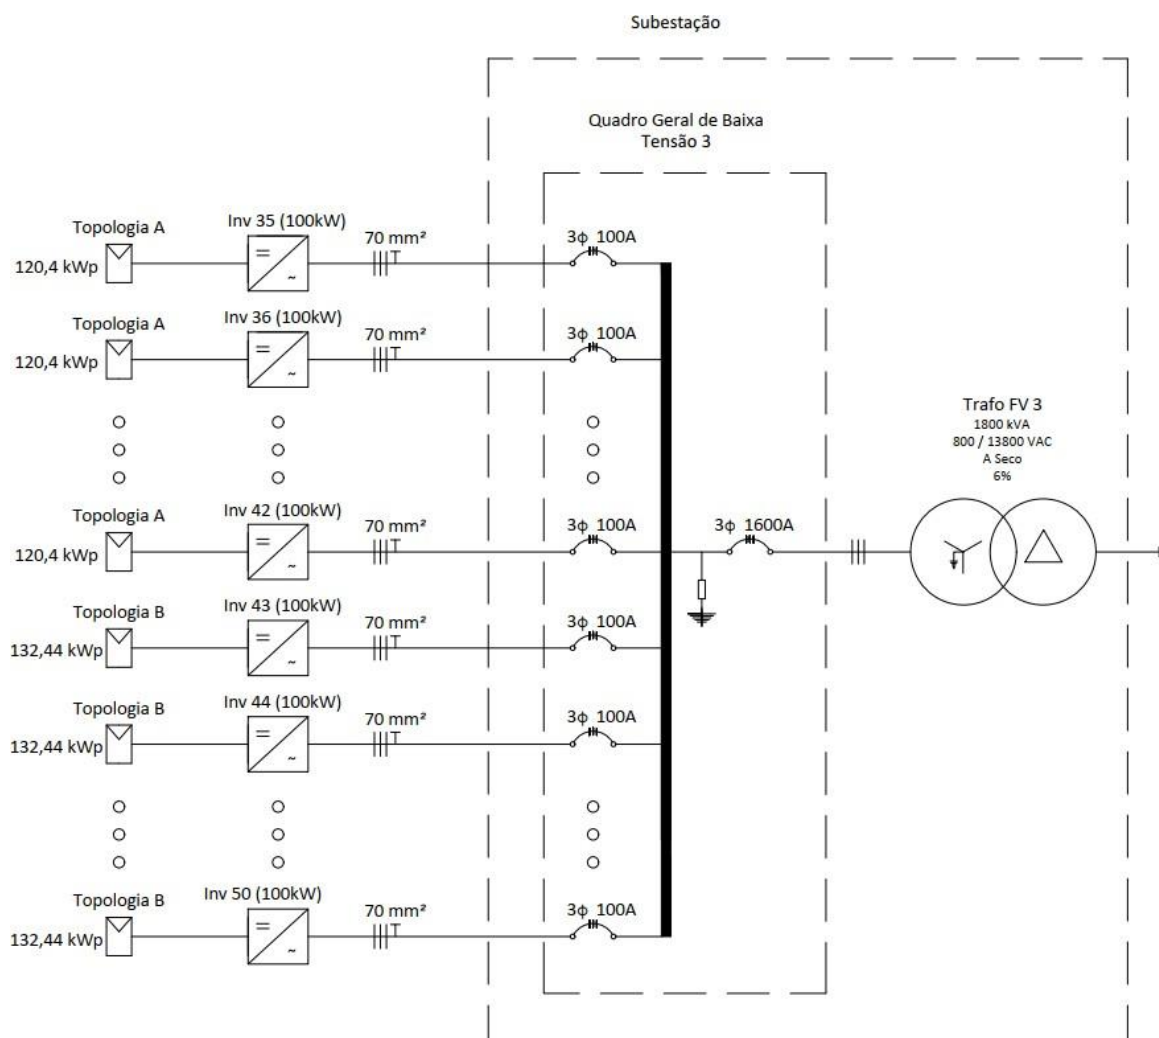 Subestação
Quadro Geral de Baixa
Tensão 3
Topologia A
Inv 35 (100kW)
70 mm²
3ϕ 100A
120,4 kWp
Topologia A
Inv 36 (100kW)
70 mm²
3ϕ 100A
120,4 kWp
Trafo FV 3
1800 kVA
800 / 13800 VAC
A Seco
6%
Topologia A
Inv 42 (100kW)
70 mm²
3ϕ 100A
3ϕ 1600A
120,4 kWp
Topologia B
Inv 43 (100kW)
70 mm²
3ϕ 100A
132,44 kWp
Topologia B
Inv 44 (100kW)
70 mm²
3ϕ 100A
132,44 kWp
Topologia B
Inv 50 (100kW)
70 mm²
3ϕ 100A
132,44 kWp